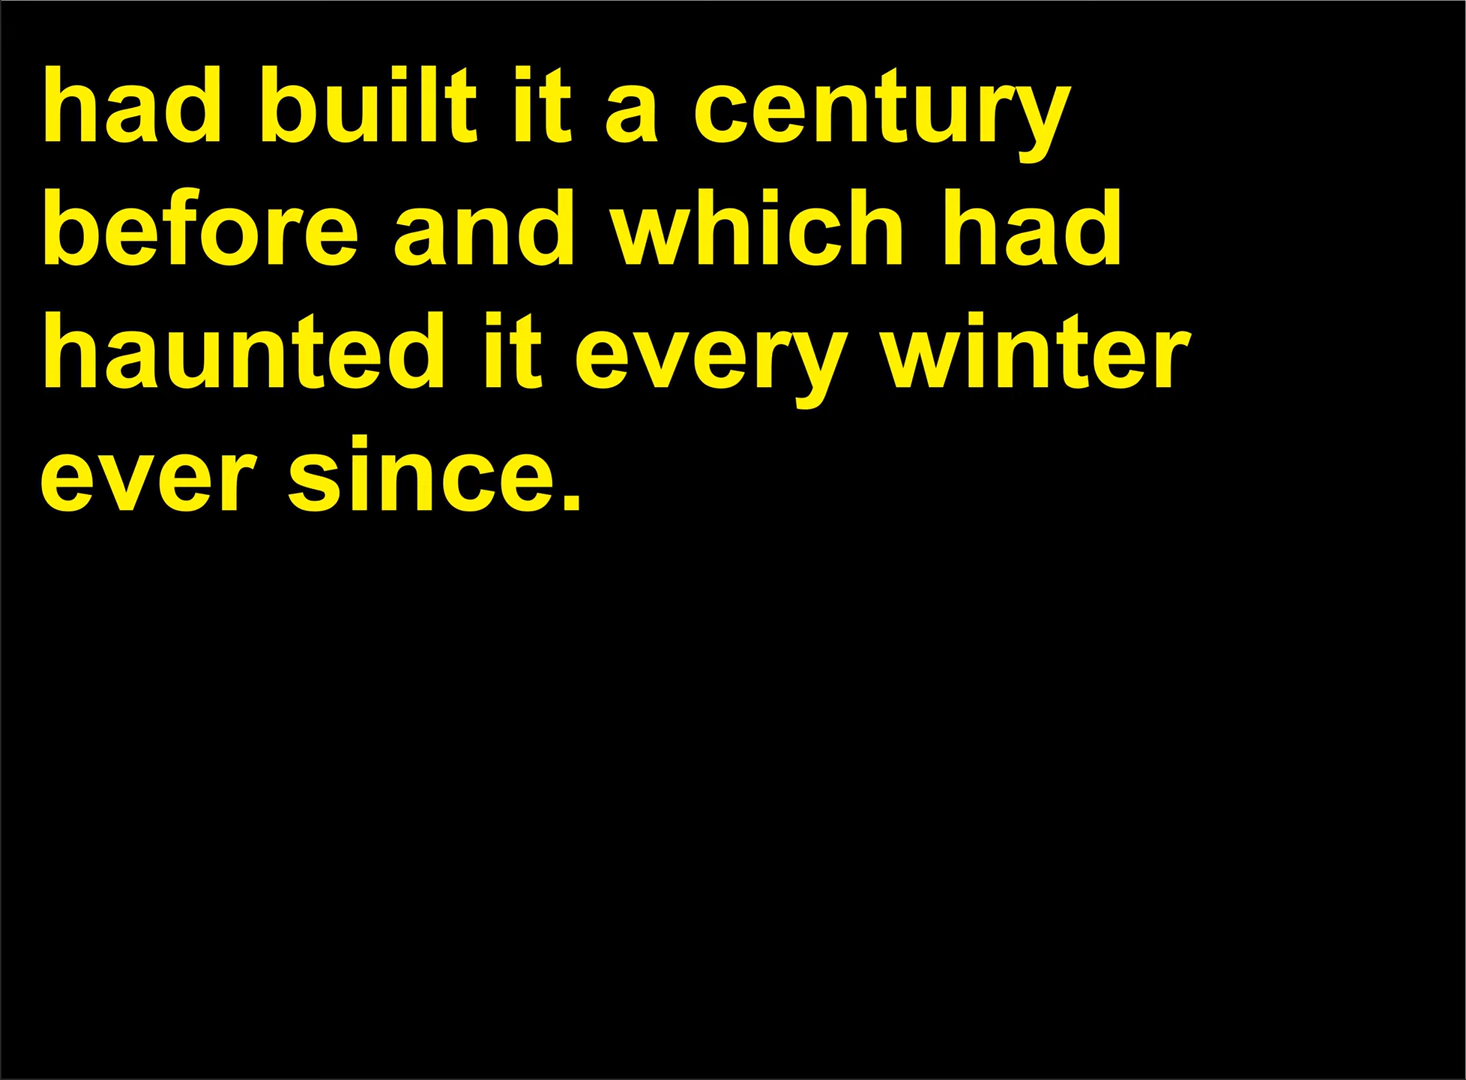 had built it a century
before and which had
haunted it every winter
ever since.